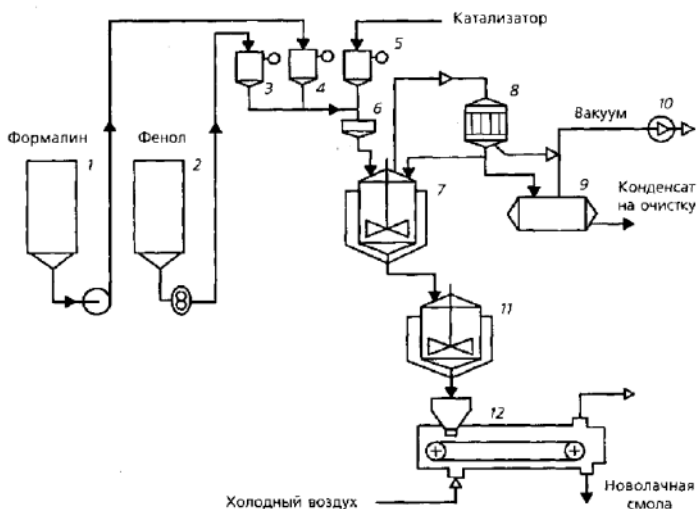 Катализатор
5
3
4
6
8
10
Вакуум
Формалин
1
Фенол
2
7
9
Конденсат
на очистку
11
12
Холодный воздух
Новолачная
смола